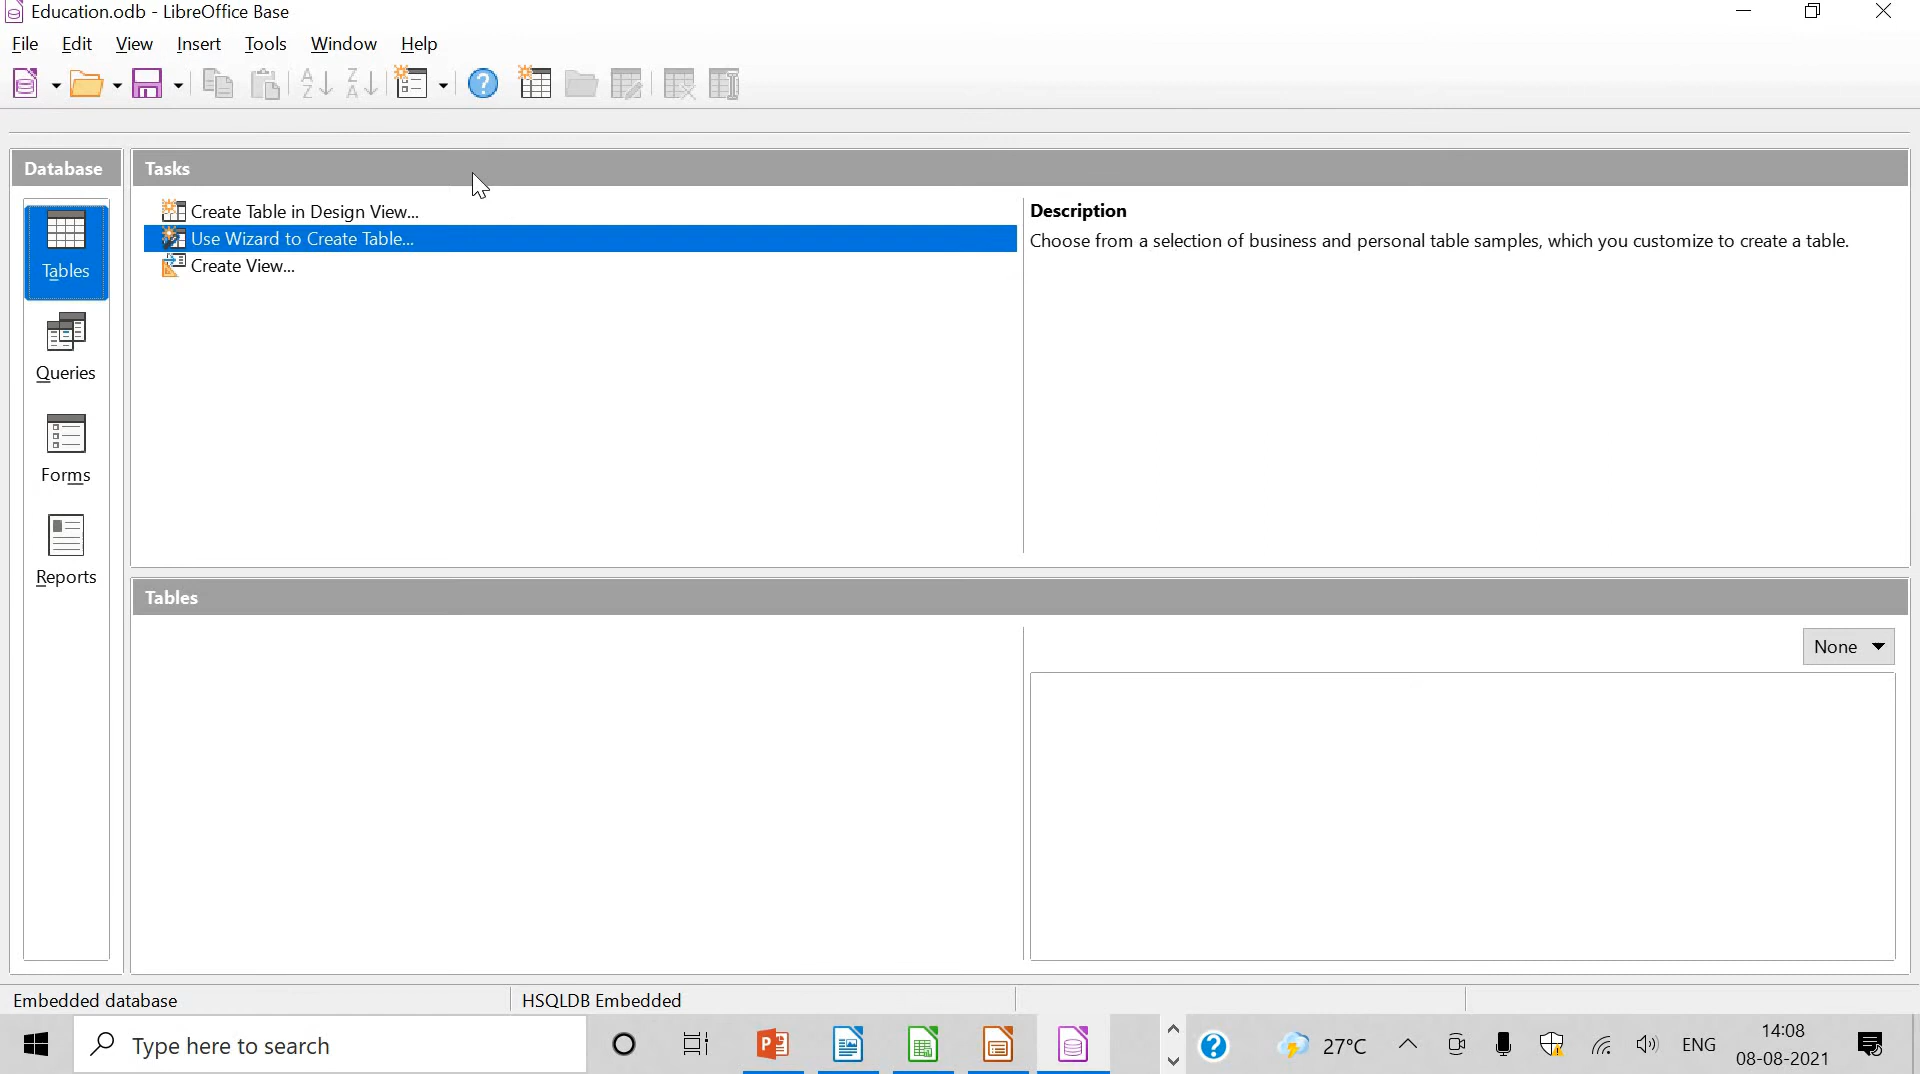 Education.odb - LibreOffice Base
File Edit View Insert Tools Window Help
Database
Tasks
Tables
Queries
Forms
Reports
Create Table in Design View...
Use Wizard to Create Table...
Create View...
Description
Choose from a selection of business and personal table samples, which you customize to create a table.
Tables
None
Embedded database
HSQLDB Embedded
Type here to search
27°C
ENG
14:08
08-08-2021